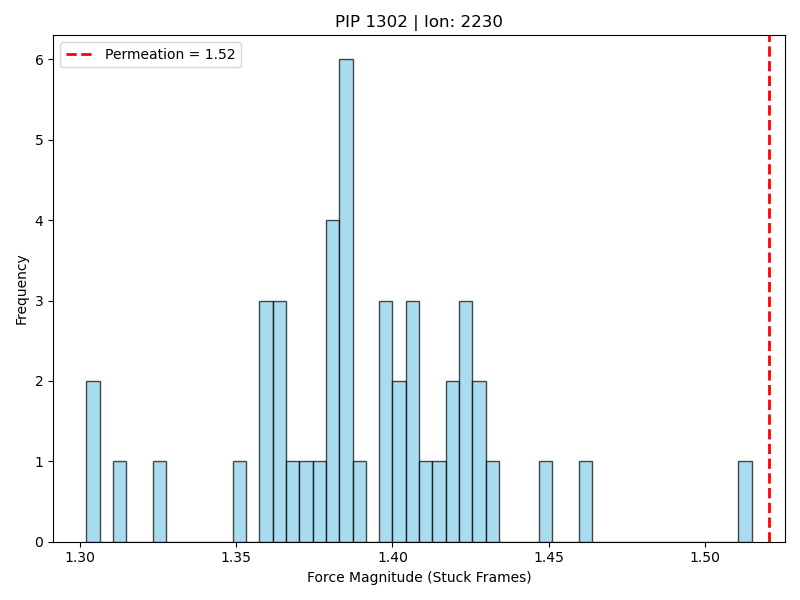 PIP 1302 | Ion: 2230
Permeation = 1.52
6
5
4
3
2
1
0
Frequency
1.30 1.35 1.40 1.45 1.50
Force Magnitude (Stuck Frames)